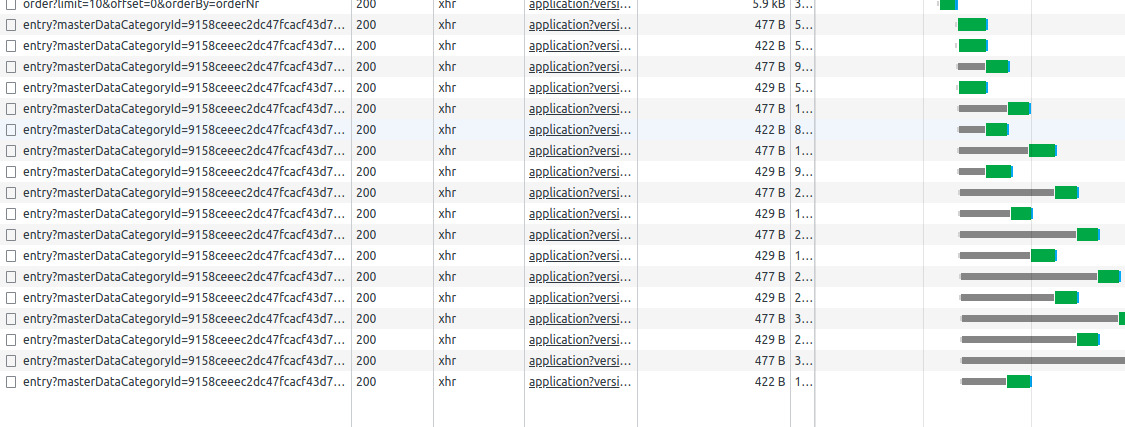 order?limit=10&offset=0&orderBy=orderNr 200 xhr application?versi... 5.9 kB 3...
entry?masterDataCategoryId=9158ceeec2dc47fcacf43d7... 200 xhr application?versi... 477 B 5...
entry?masterDataCategoryId=9158ceeec2dc47fcacf43d7... 200 xhr application?versi... 422 B 5...
entry?masterDataCategoryId=9158ceeec2dc47fcacf43d7... 200 xhr application?versi... 477 B 9...
entry?masterDataCategoryId=9158ceeec2dc47fcacf43d7... 200 xhr application?versi... 429 B 5...
entry?masterDataCategoryId=9158ceeec2dc47fcacf43d7... 200 xhr application?versi... 477 B 1...
entry?masterDataCategoryId=9158ceeec2dc47fcacf43d7... 200 xhr application?versi... 422 B 8...
entry?masterDataCategoryId=9158ceeec2dc47fcacf43d7... 200 xhr application?versi... 477 B 1...
entry?masterDataCategoryId=9158ceeec2dc47fcacf43d7... 200 xhr application?versi... 429 B 9...
entry?masterDataCategoryId=9158ceeec2dc47fcacf43d7... 200 xhr application?versi... 477 B 2...
entry?masterDataCategoryId=9158ceeec2dc47fcacf43d7... 200 xhr application?versi... 429 B 1...
entry?masterDataCategoryId=9158ceeec2dc47fcacf43d7... 200 xhr application?versi... 477 B 2...
entry?masterDataCategoryId=9158ceeec2dc47fcacf43d7... 200 xhr application?versi... 429 B 1...
entry?masterDataCategoryId=9158ceeec2dc47fcacf43d7... 200 xhr application?versi... 477 B 2...
entry?masterDataCategoryId=9158ceeec2dc47fcacf43d7... 200 xhr application?versi... 429 B 2...
entry?masterDataCategoryId=9158ceeec2dc47fcacf43d7... 200 xhr application?versi... 477 B 3...
entry?masterDataCategoryId=9158ceeec2dc47fcacf43d7... 200 xhr application?versi... 429 B 2...
entry?masterDataCategoryId=9158ceeec2dc47fcacf43d7... 200 xhr application?versi... 477 B 3...
entry?masterDataCategoryId=9158ceeec2dc47fcacf43d7... 200 xhr application?versi... 422 B 1...